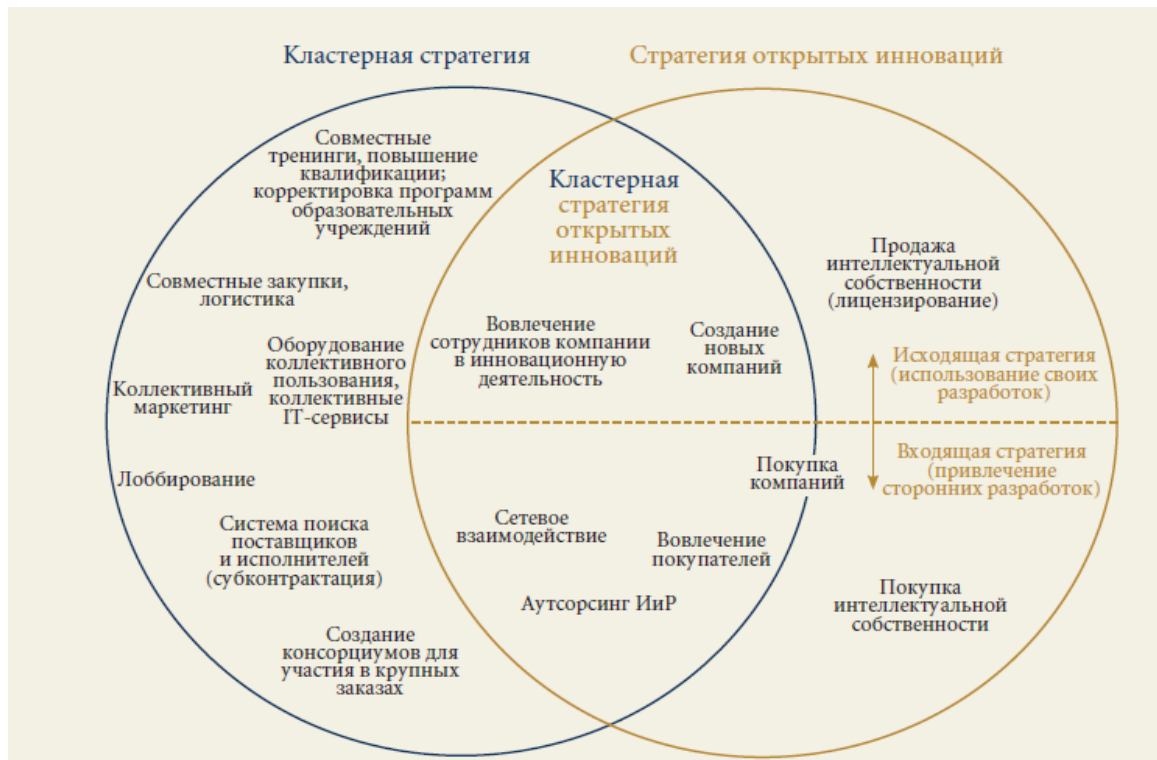 Кластерная стратегия
Стратегия открытых инноваций
Совместные
тренинги, повышение
квалификации;
корректировка программ
образовательных
учреждений
Кластерная
стратегия
открытых
инноваций
Продажа
интеллектуальной
собственности
(лицензирование)
Совместные закупки,
логистика
Вовлечение
сотрудников компании
в инновационную
деятельность
Создание
новых
компаний
Оборудование
коллективного
пользования,
коллективные
IT-сервисы
Исходящая стратегия
(использование своих
разработок)
Коллективный
маркетинг
Входящая стратегия
(привлечение
сторонних разработок)
Покупка
компаний
Лоббирование
Система поиска
поставщиков
и исполнителей
(субконтрактация)
Сетевое
взаимодействие
Вовлечение
покупателей
Аутсорсинг ИиР
Покупка
интеллектуальной
собственности
Создание
консорциумов для
участия в крупных
заказах